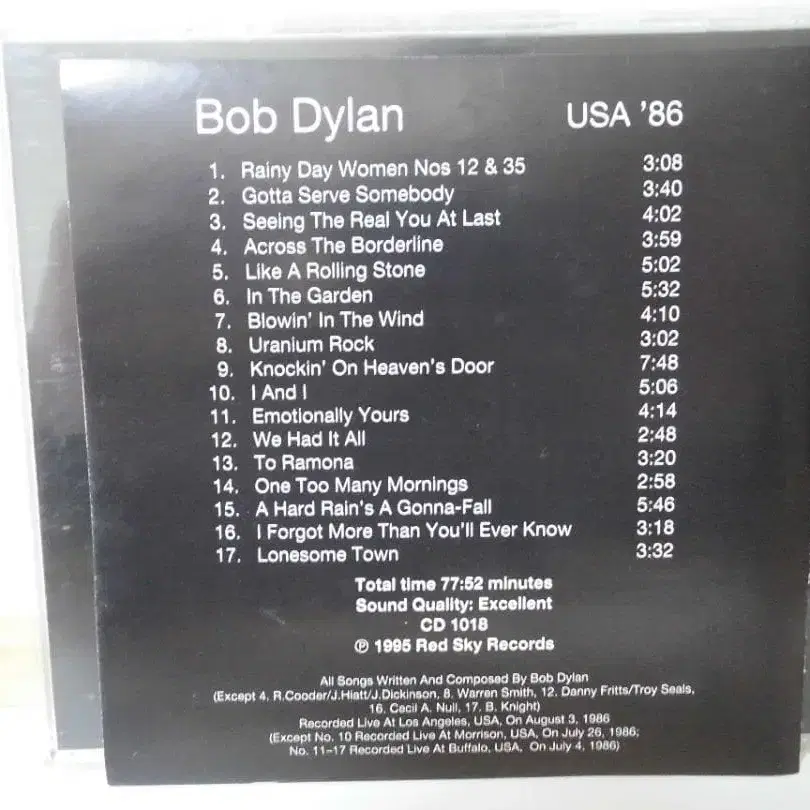 Bob Dylan USA '86
1. Rainy Day Women Nos 12 & 35 3:08
2. Gotta Serve Somebody 3:40
3. Seeing The Real You At Last 4:02
4. Across The Borderline 3:59
5. Like A Rolling Stone 5:02
6. In The Garden 5:32
7. Blowin' In The Wind 4:10
8. Uranium Rock 3:02
9. Knockin' On Heaven's Door 7:48
10. I And I 5:06
11. Emotionally Yours 4:14
12. We Had It All 2:48
13. To Ramona 3:20
14. One Too Many Mornings 2:58
15. A Hard Rain's A Gonna-Fall 5:46
16. I Forgot More Than You'll Ever Know 3:18
17. Lonesome Town 3:32
Total time 77:52 minutes
Sound Quality: Excellent
CD 1018
℗ 1995 Red Sky Records
All Songs Written And Composed By Bob Dylan
(Except 4. R.Cooder/J.Hiatt/J.Dickinson, 8. Warren Smith, 12. Danny Fritts/Troy Seals,
16. Cecil A. Null, 17. B. Knight)
Recorded Live At Los Angeles, USA, On August 3, 1986
(Except No. 10 Recorded Live At Morrison, USA, On July 26, 1986;
No. 11-17 Recorded Live At Buffalo, USA, On July 4, 1986)